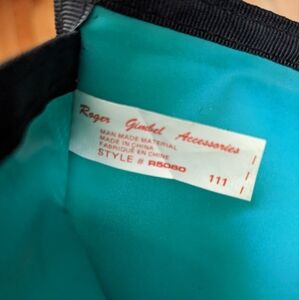 Roger Gimbel Accessories
MAN MADE MATERIAL
MADE IN CHINA
FABRIQUE EN CHINE
STYLE # R5080
111